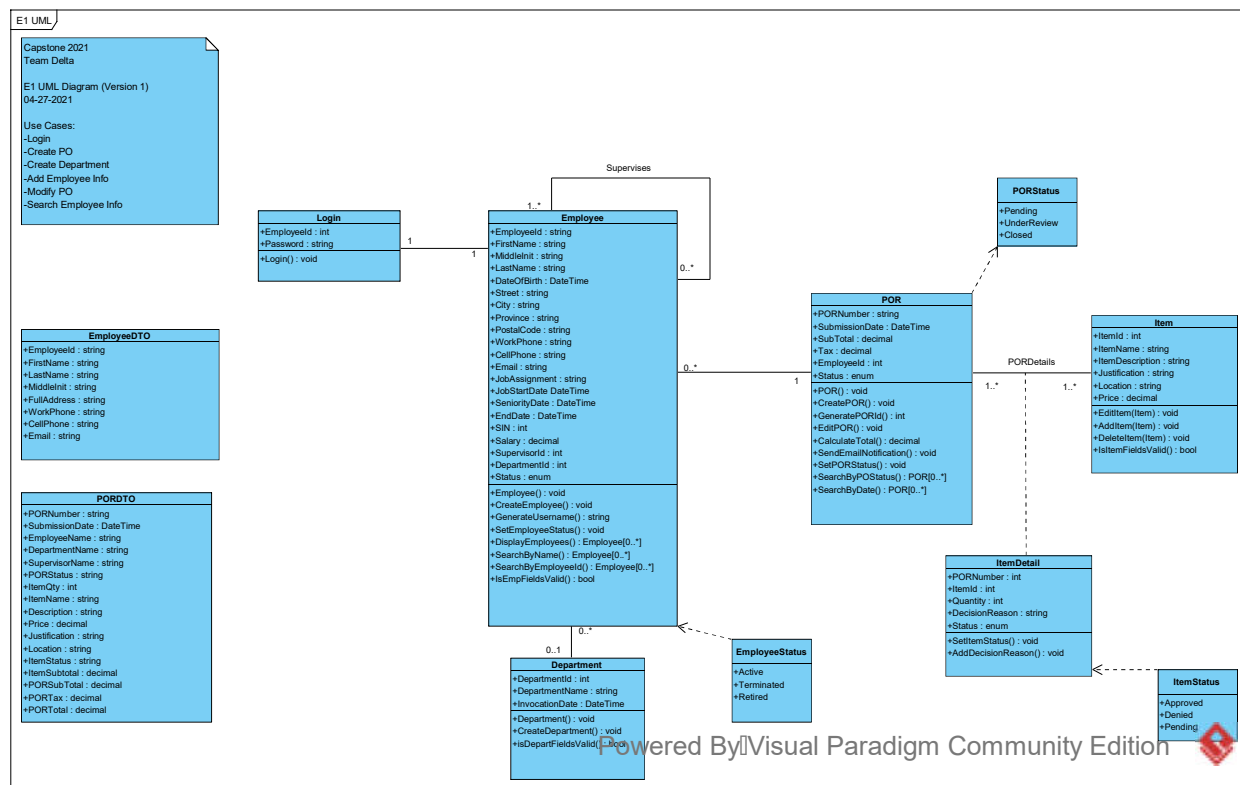 E1 UML
Capstone 2021
Team Delta
E1 UML Diagram (Version 1)
04-27-2021
Use Cases:
-Login
-Create PO
-Create Department
-Add Employee Info
-Modify PO
-Search Employee Info
Supervises
1..*
0..*
Login
+EmployeeId : int
+Password : string
+Login() : void
1
1
Employee
+EmployeeId : string
+FirstName : string
+MiddleInit : string
+LastName : string
+DateOfBirth : DateTime
+Street : string
+City : string
+Province : string
+PostalCode : string
+WorkPhone : string
+CellPhone : string
+Email : string
+JobAssignment : string
+JobStartDate DateTime
+SeniorityDate : DateTime
+EndDate : DateTime
+SIN : int
+Salary : decimal
+SupervisorId : int
+DepartmentId : int
+Status : enum
+Employee() : void
+CreateEmployee() : void
+GenerateUsername() : string
+SetEmployeeStatus() : void
+DisplayEmployees() : Employee[0..*]
+SearchByName() : Employee[0..*]
+SearchByEmployeeId() : Employee[0..*]
+IsEmpFieldsValid() : bool
0..*
1
PORStatus
+Pending
+UnderReview
+Closed
POR
+PORNumber : string
+SubmissionDate : DateTime
+SubTotal : decimal
+Tax : decimal
+EmployeeId : int
+Status : enum
+POR() : void
+CreatePOR() : void
+GeneratePORId() : int
+EditPOR() : void
+CalculateTotal() : decimal
+SendEmailNotification() : void
+SetPORStatus() : void
+SearchByPOStatus() : POR[0..*]
+SearchByDate() : POR[0..*]
PORDetails
1..*
1..*
Item
+ItemId : int
+ItemName : string
+ItemDescription : string
+Justification : string
+Location : string
+Price : decimal
+EditItem(Item) : void
+AddItem(Item) : void
+DeleteItem(Item) : void
+IsItemFieldsValid() : bool
EmployeeDTO
+EmployeeId : string
+FirstName : string
+LastName : string
+MiddleInit : string
+FullAddress : string
+WorkPhone : string
+CellPhone : string
+Email : string
PORDTO
+PORNumber : string
+SubmissionDate : DateTime
+EmployeeName : string
+DepartmentName : string
+SupervisorName : string
+PORStatus : string
+ItemQty : int
+ItemName : string
+Description : string
+Price : decimal
+Justification : string
+Location : string
+ItemStatus : string
+ItemSubtotal : decimal
+PORSubTotal : decimal
+PORTax : decimal
+PORTotal : decimal
0..*
0..1
Department
+DepartmentId : int
+DepartmentName : string
+InvocationDate : DateTime
+Department() : void
+CreateDepartment() : void
+isDepartFieldsValid() : bool
EmployeeStatus
+Active
+Terminated
+Retired
ItemDetail
+PORNumber : int
+ItemId : int
+Quantity : int
+DecisionReason : string
+Status : enum
+SetItemStatus() : void
+AddDecisionReason() : void
ItemStatus
+Approved
+Denied
+Pending
Powered By Visual Paradigm Community Edition